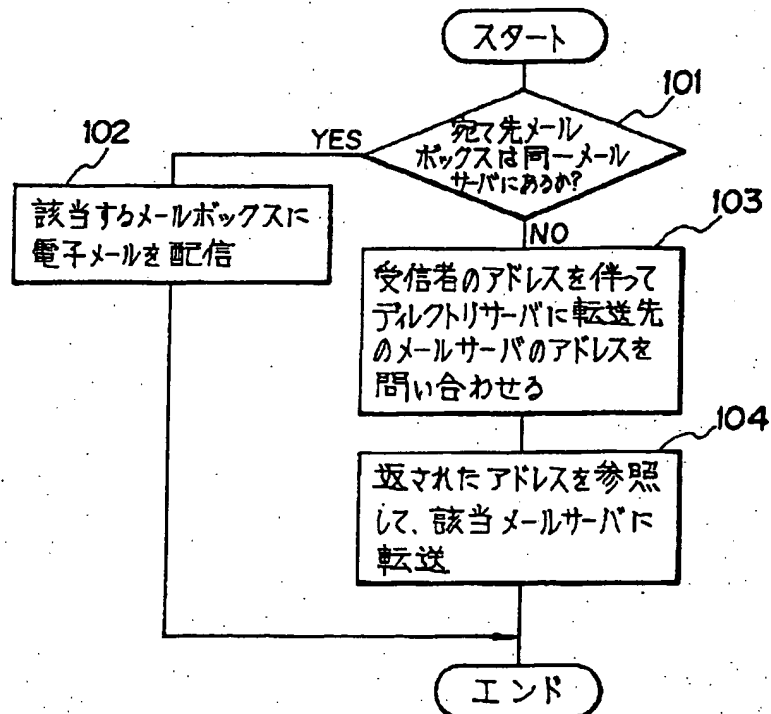 スタート
101
宛て先メール
ボックスは同一メール
サーバにあるか?
YES
102
該当するメールボックスに
電子メールを配信
NO
103
受信者のアドレスを伴って
ディレクトリサーバに転送先
のメールサーバのアドレスを
問い合わせる
104
返されたアドレスを参照
して、該当メールサーバに
転送
エンド